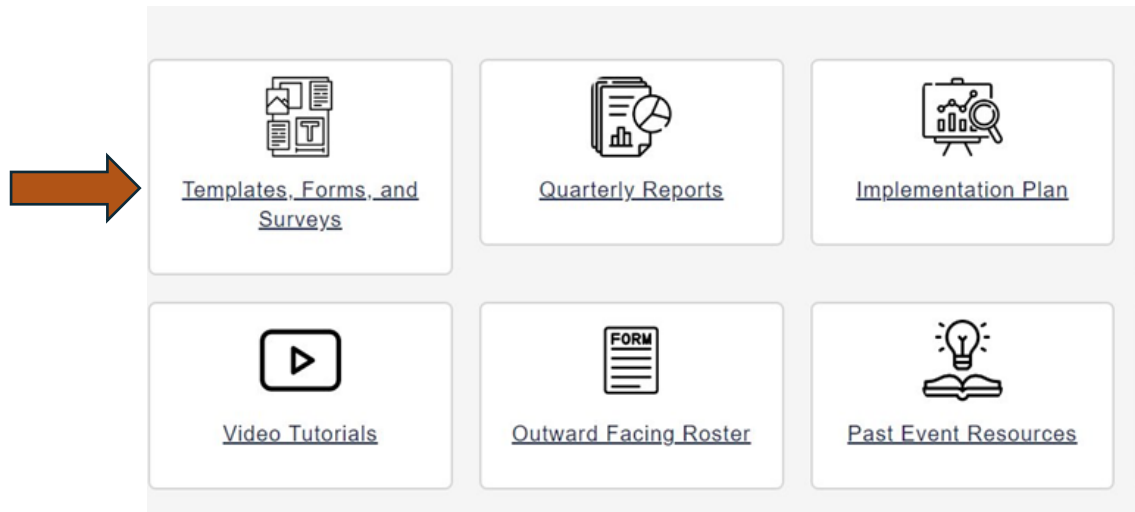 T
Templates, Forms, and
Surveys
Quarterly Reports
Implementation Plan
FORM
Video Tutorials
Outward Facing Roster
Past Event Resources